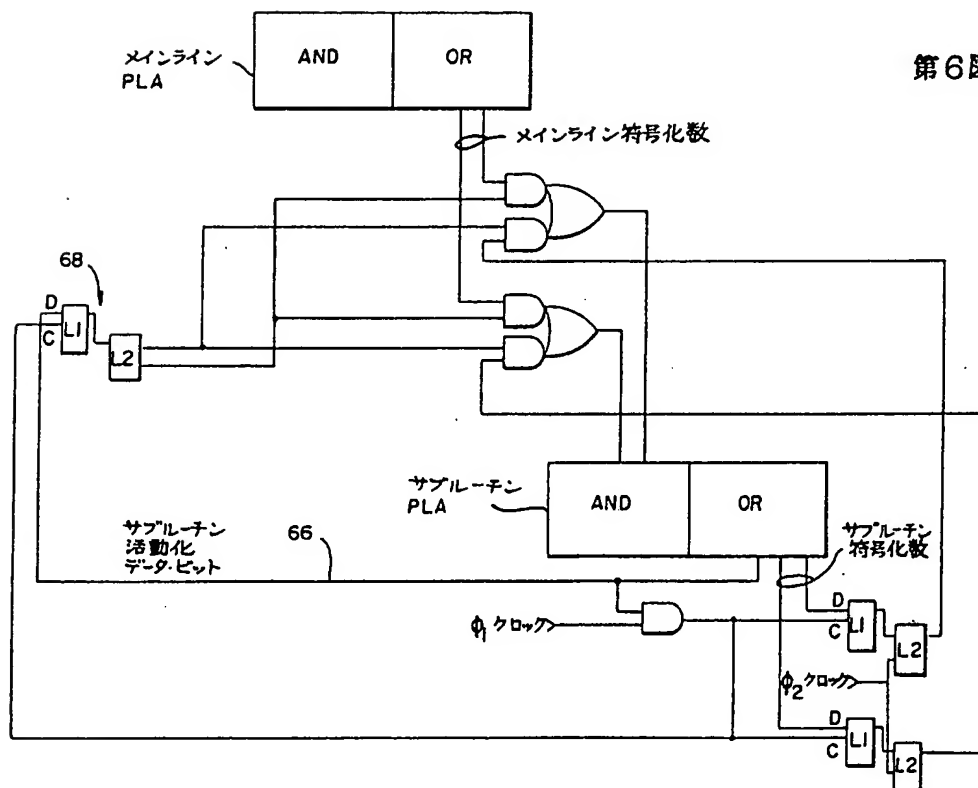 メインライン
PLA
AND
OR
第6図
メインライン符号化数
68
D
C
L1
L2
サブルーチン
PLA
AND
OR
サブルーチン
活動化
データ・ビット
66
サブルーチン
符号化数
φ1 クロック
D
C
L1
L2
φ2 クロック
D
C
L1
L2